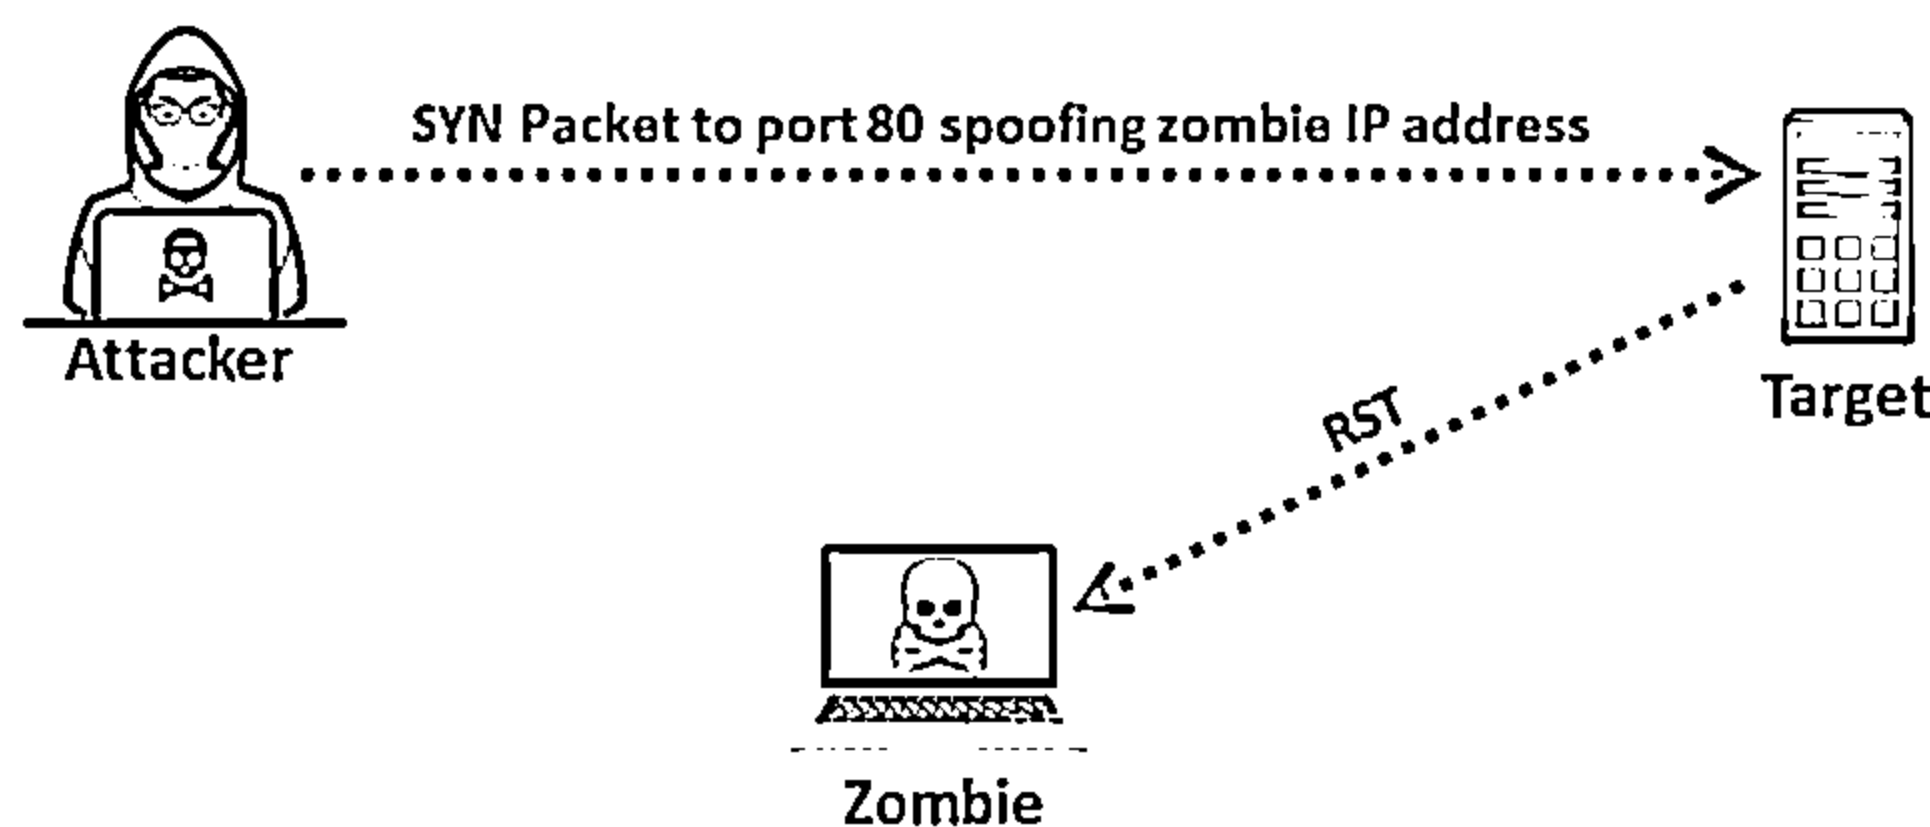 SYN Packet to port 80 spoofing zombie IP address
Attacker
Target
RST
Zombie